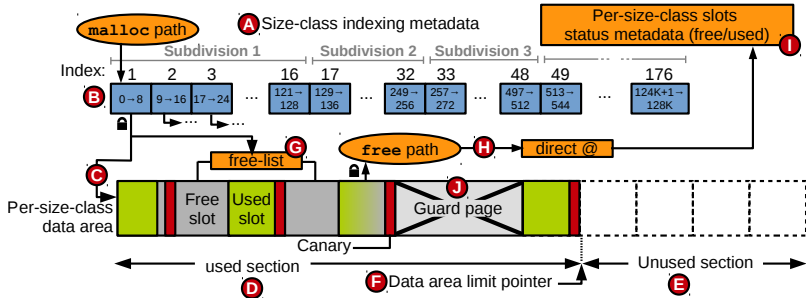 malloc path
A Size-class indexing metadata
Per-size-class slots
status metadata (free/used)
I
Subdivision 1
Subdivision 2
Subdivision 3
...
Index:
1 2 3 16 17 32 33 48 49 176
B
0→8 9→16 17→24 ... 121→ 129→ ... 249→ 257→ ... 497→ 513→ ... 124K+1→
128 136 256 272 512 544 128K
... ...
G
free-list
free path
H
direct @
C
J
Per-size-class
data area
Free
slot
Used
slot
Guard page
Canary
used section
D
F Data area limit pointer
Unused section
E